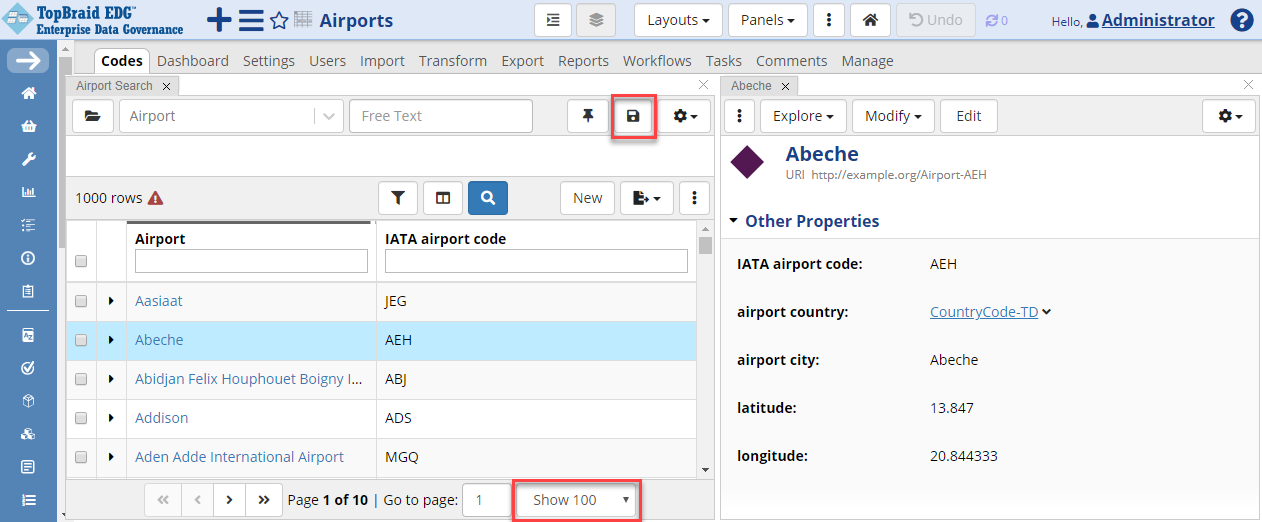 TopBraid EDG™
Enterprise Data Governance
Airports
Layouts
Panels
Undo
0
Hello, Administrator
Codes Dashboard Settings Users Import Transform Export Reports Workflows Tasks Comments Manage
Airport Search
Airport
Free Text
1000 rows
New
Airport IATA airport code
Aasiaat JEG
Abeche AEH
Abidjan Felix Houphouet Boigny I... ABJ
Addison ADS
Aden Adde International Airport MGQ
Page 1 of 10 | Go to page: 1 Show 100
Abeche
Explore Modify Edit
Abeche
URI http://example.org/Airport-AEH
Other Properties
IATA airport code: AEH
airport country: CountryCode-TD
airport city: Abeche
latitude: 13.847
longitude: 20.844333